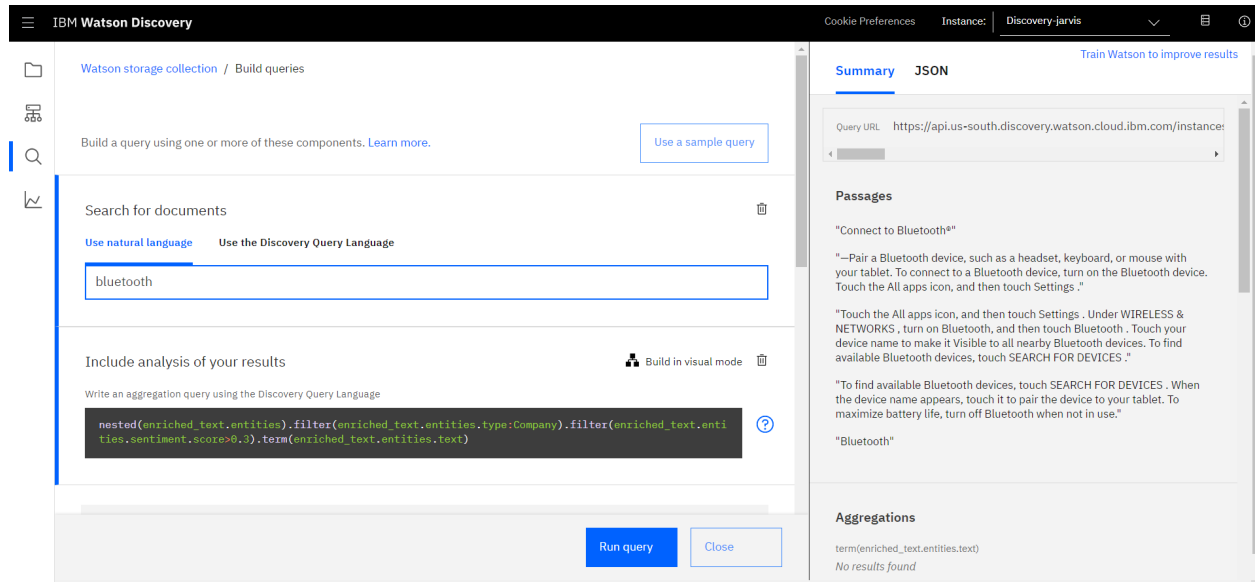 IBM Watson Discovery
Cookie Preferences
Instance:
Discovery-jarvis
Watson storage collection / Build queries
Build a query using one or more of these components. Learn more.
Use a sample query
Search for documents
Use natural language
Use the Discovery Query Language
bluetooth
Include analysis of your results
Build in visual mode
Write an aggregation query using the Discovery Query Language
nested(enriched_text.entities).filter(enriched_text.entities.type:Company).filter(enriched_text.enti
ties.sentiment.score>0.3).term(enriched_text.entities.text)
Run query
Close
Train Watson to improve results
Summary
JSON
Query URL https://api.us-south.discovery.watson.cloud.ibm.com/instances
Passages
"Connect to Bluetooth®"
"—Pair a Bluetooth device, such as a headset, keyboard, or mouse with
your tablet. To connect to a Bluetooth device, turn on the Bluetooth device.
Touch the All apps icon, and then touch Settings ."
"Touch the All apps icon, and then touch Settings . Under WIRELESS &
NETWORKS , turn on Bluetooth, and then touch Bluetooth . Touch your
device name to make it Visible to all nearby Bluetooth devices. To find
available Bluetooth devices, touch SEARCH FOR DEVICES ."
"To find available Bluetooth devices, touch SEARCH FOR DEVICES . When
the device name appears, touch it to pair the device to your tablet. To
maximize battery life, turn off Bluetooth when not in use."
"Bluetooth"
Aggregations
term(enriched_text.entities.text)
No results found